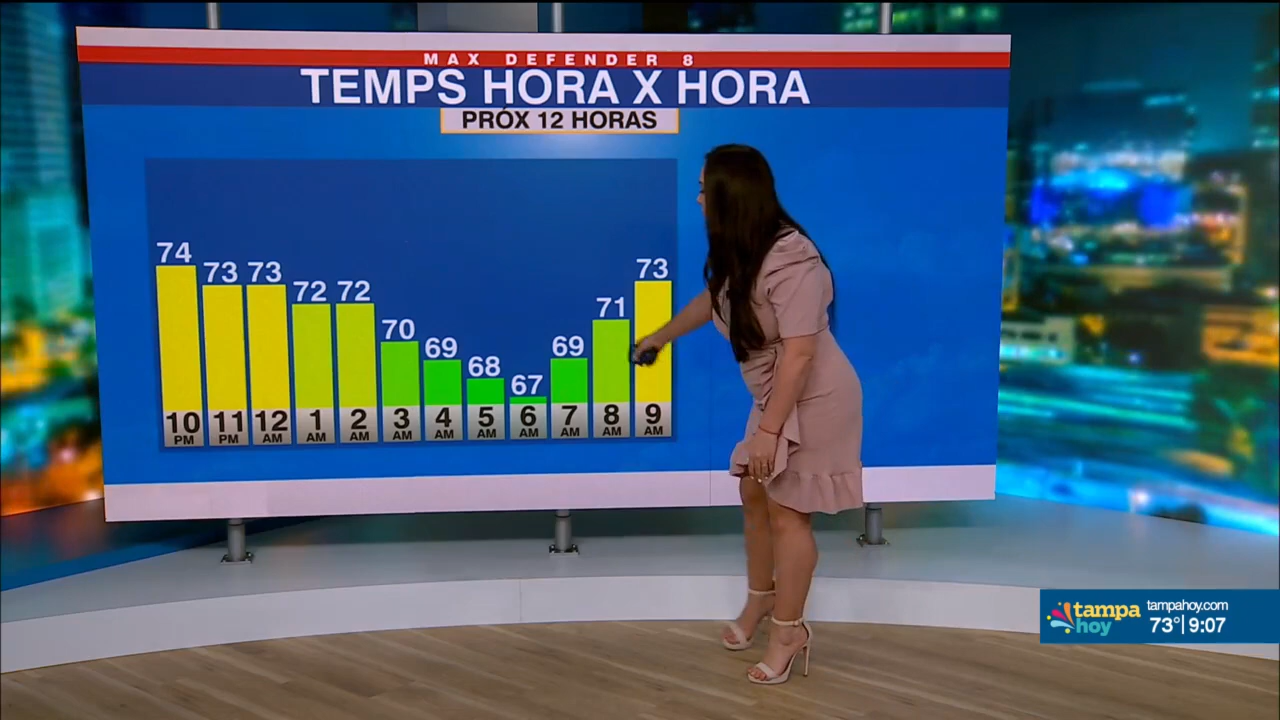 MAX DEFENDER 8
TEMPS HORA X HORA
PRÓX 12 HORAS
74 73 73 72 72 70 69 68 67 69 71 73
10 11 12 1 2 3 4 5 6 7 8 9
PM PM AM AM AM AM AM AM AM AM AM AM
tampa hoy
tampahoy.com
73° | 9:07